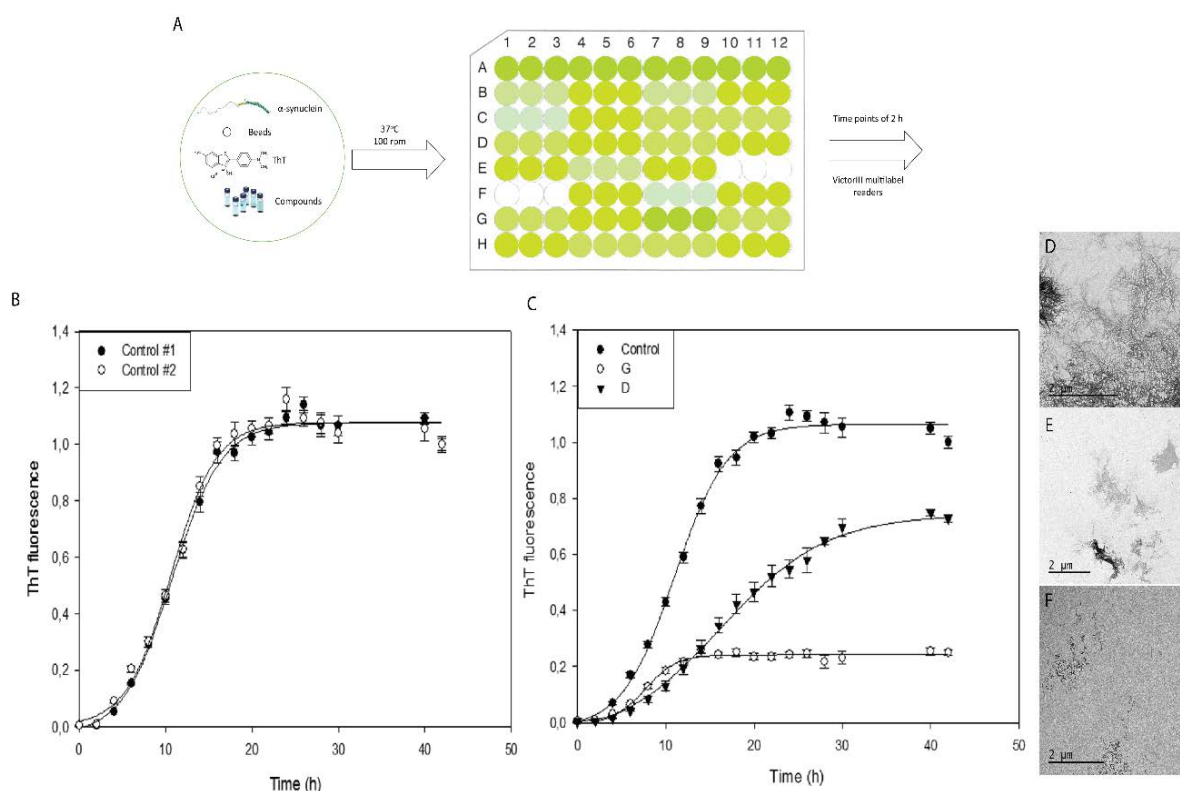 A
α-synuclein
Beads
ThT
Compounds
37°C
100 rpm
1 2 3 4 5 6 7 8 9 10 11 12
A
B
C
D
E
F
G
H
Time points of 2 h
VictorIII multilabel
readers
B
1,4
1,2
1,0
0,8
0,6
0,4
0,2
0,0
ThT fluorescence
Control #1
Control #2
0 10 20 30 40 50
Time (h)
C
1,4
1,2
1,0
0,8
0,6
0,4
0,2
0,0
ThT fluorescence
Control
G
D
0 10 20 30 40 50
Time (h)
D
2 µm
E
2 µm
F
2 µm